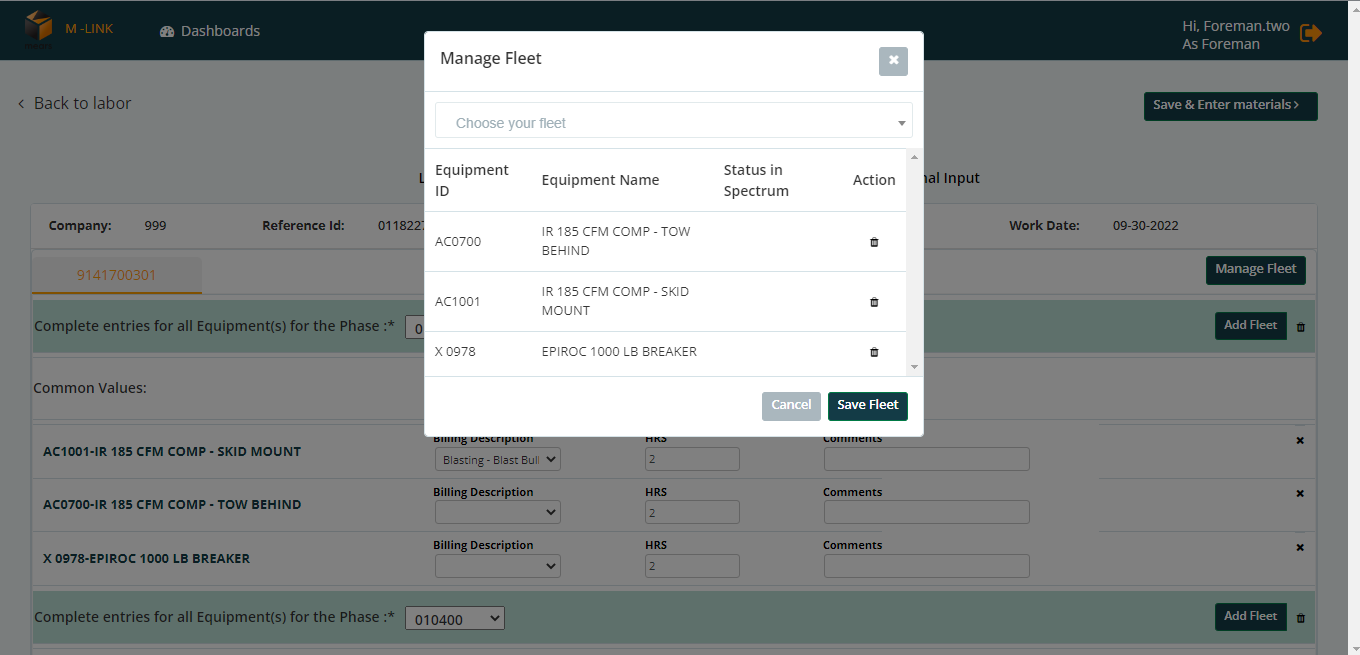 M -LINK
Dashboards
Hi, Foreman.two
As Foreman
Manage Fleet
Back to labor
Save & Enter materials
Choose your fleet
Equipment ID
Equipment Name
Status in Spectrum
Action
nal Input
Company: 999 Reference Id: 011822 Work Date: 09-30-2022
AC0700 IR 185 CFM COMP - TOW BEHIND
9141700301
Manage Fleet
AC1001 IR 185 CFM COMP - SKID MOUNT
Complete entries for all Equipment(s) for the Phase :* 0
Add Fleet
X 0978 EPIROC 1000 LB BREAKER
Common Values:
Cancel
Save Fleet
Billing Description HRS Comments
AC1001-IR 185 CFM COMP - SKID MOUNT Blasting - Blast Bull 2
Billing Description HRS Comments
AC0700-IR 185 CFM COMP - TOW BEHIND 2
Billing Description HRS Comments
X 0978-EPIROC 1000 LB BREAKER 2
Complete entries for all Equipment(s) for the Phase :* 010400
Add Fleet